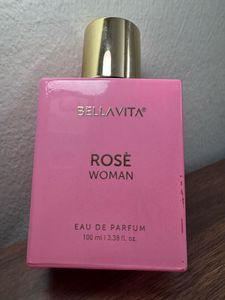 BELLAVITA®
ROSÈ
WOMAN
EAU DE PARFUM
100 ml | 3.38 fl. oz.